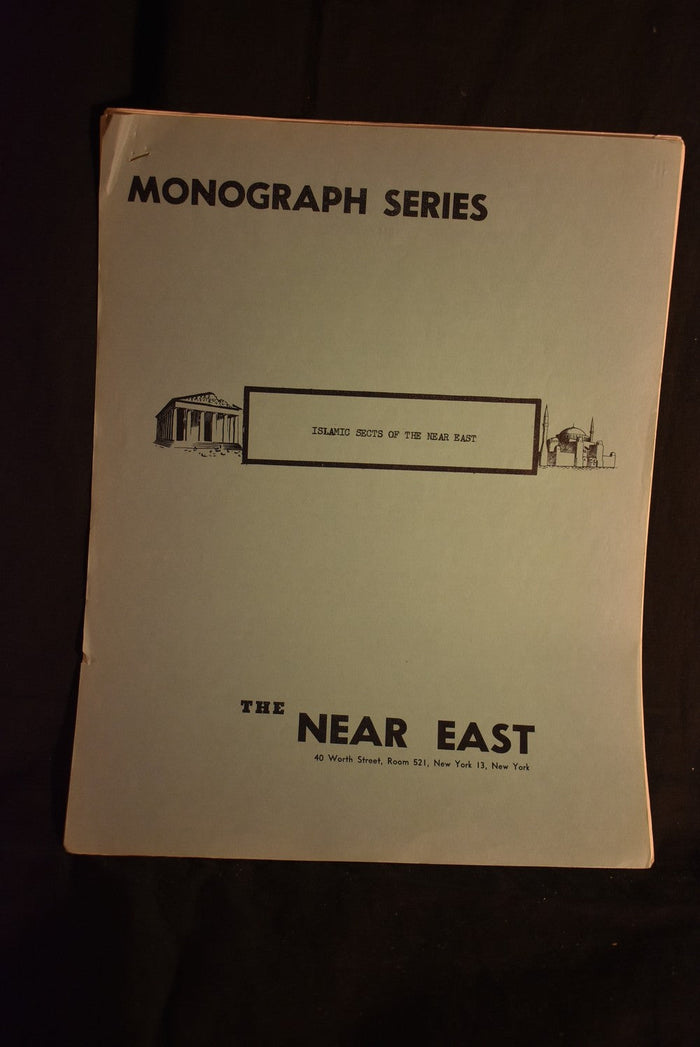 MONOGRAPH SERIES
ISLAMIC SECTS OF THE NEAR EAST
THE
NEAR EAST
40 Worth Street, Room 521, New York 13, New York